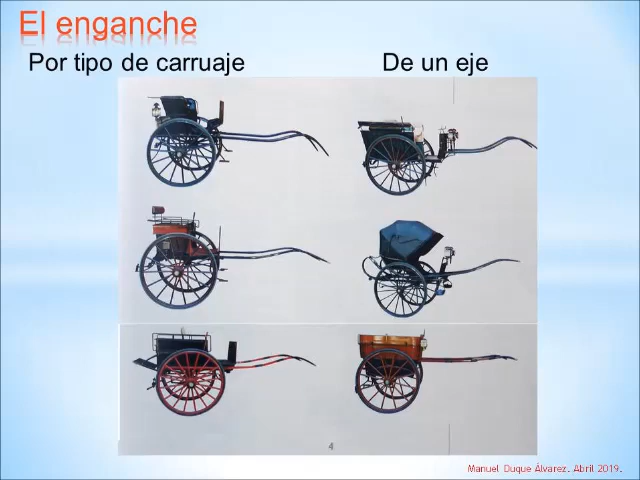 El enganche
Por tipo de carruaje
De un eje
4
Manuel Duque Álvarez. Abril 2019.